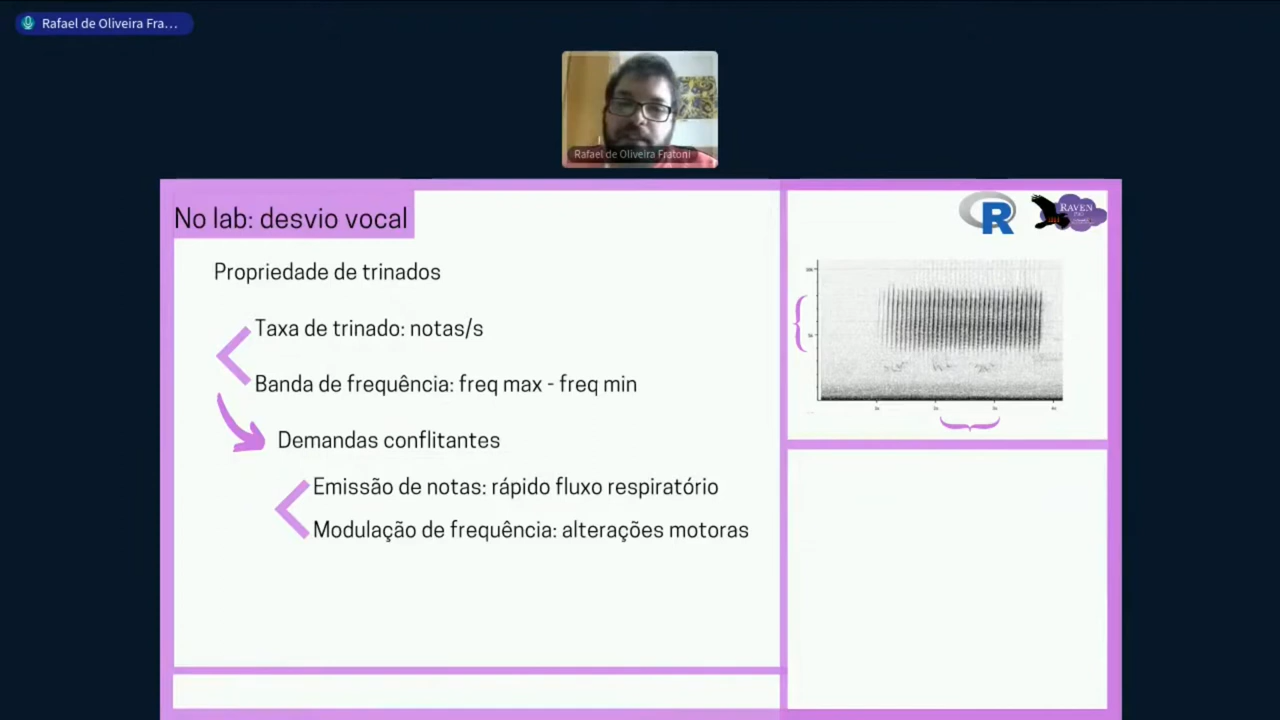 Rafael de Oliveira Fra...
Rafael de Oliveira Fratoni
No lab: desvio vocal
Propriedade de trinados
Taxa de trinado: notas/s
Banda de frequência: freq max - freq min
Demandas conflitantes
Emissão de notas: rápido fluxo respiratório
Modulação de frequência: alterações motoras
R
RAVEN